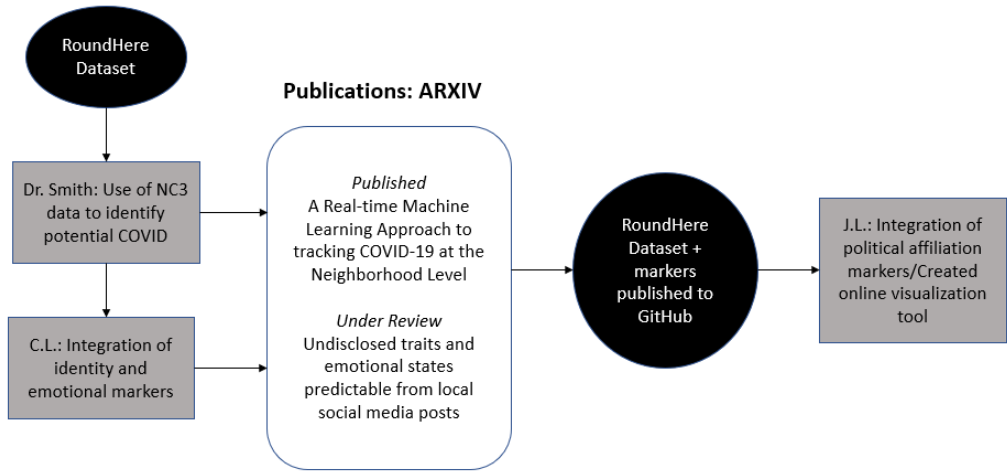 RoundHere
Dataset
Publications: ARXIV
Dr. Smith: Use of NC3
data to identify
potential COVID
C.L.: Integration of
identity and
emotional markers
Published
A Real-time Machine
Learning Approach to
tracking COVID-19 at the
Neighborhood Level
Under Review
Undisclosed traits and
emotional states
predictable from local
social media posts
RoundHere
Dataset +
markers
published to
GitHub
J.L.: Integration of
political affiliation
markers/Created
online visualization
tool